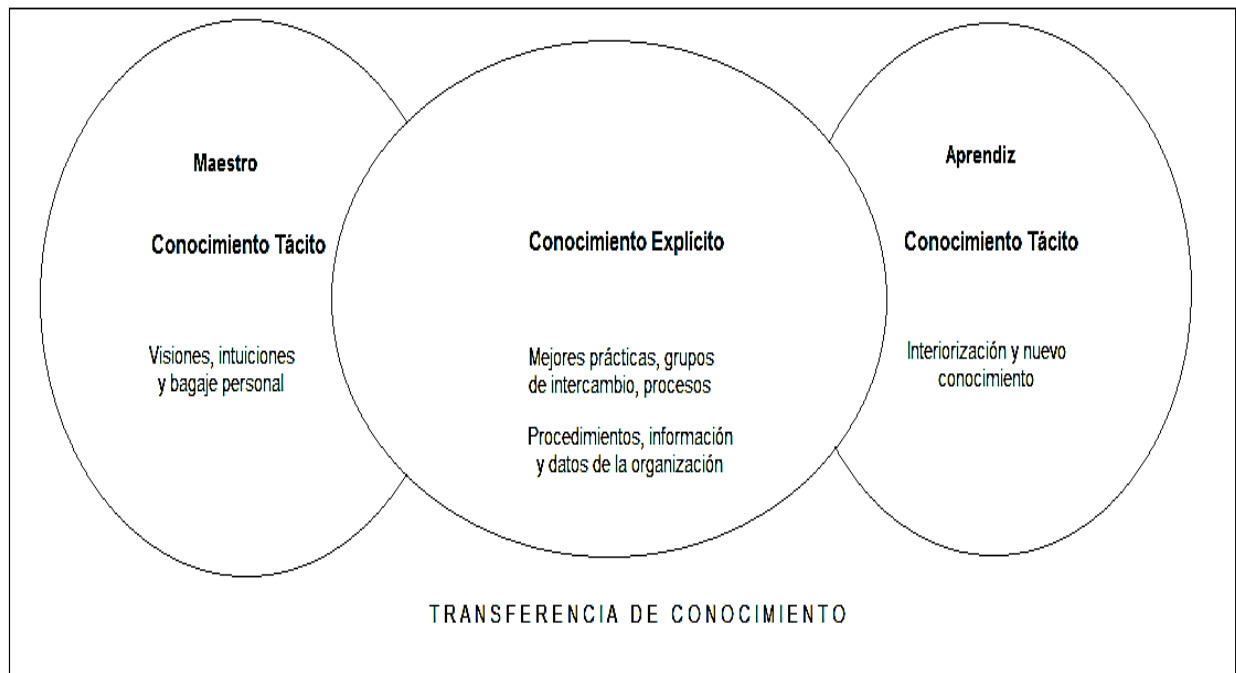 Maestro
Conocimiento Tácito
Visiones, intuiciones
y bagaje personal
Conocimiento Explícito
Mejores prácticas, grupos
de intercambio, procesos
Procedimientos, información
y datos de la organización
Aprendiz
Conocimiento Tácito
Interiorización y nuevo
conocimiento
TRANSFERENCIA DE CONOCIMIENTO